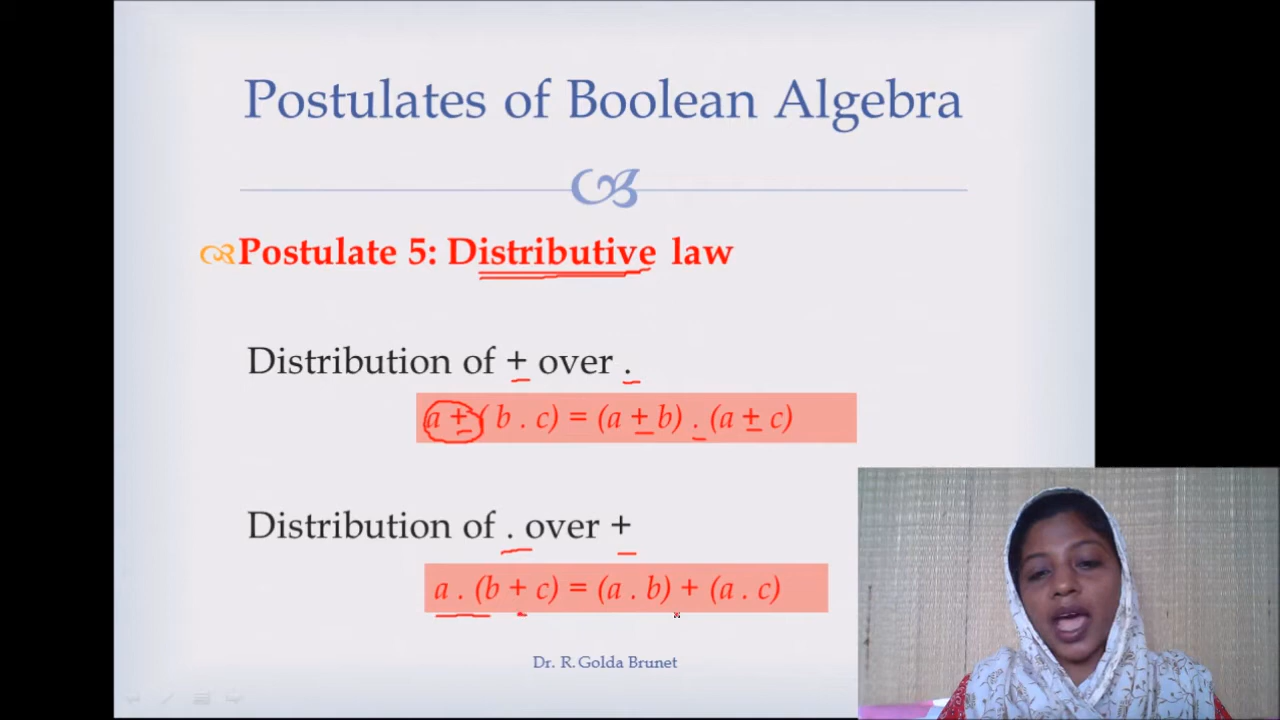 Postulates of Boolean Algebra
Postulate 5: Distributive law
Distribution of + over .
a + ( b . c) = (a + b) . (a + c)
Distribution of . over +
a . (b + c) = (a . b) + (a . c)
Dr. R. Golda Brunet